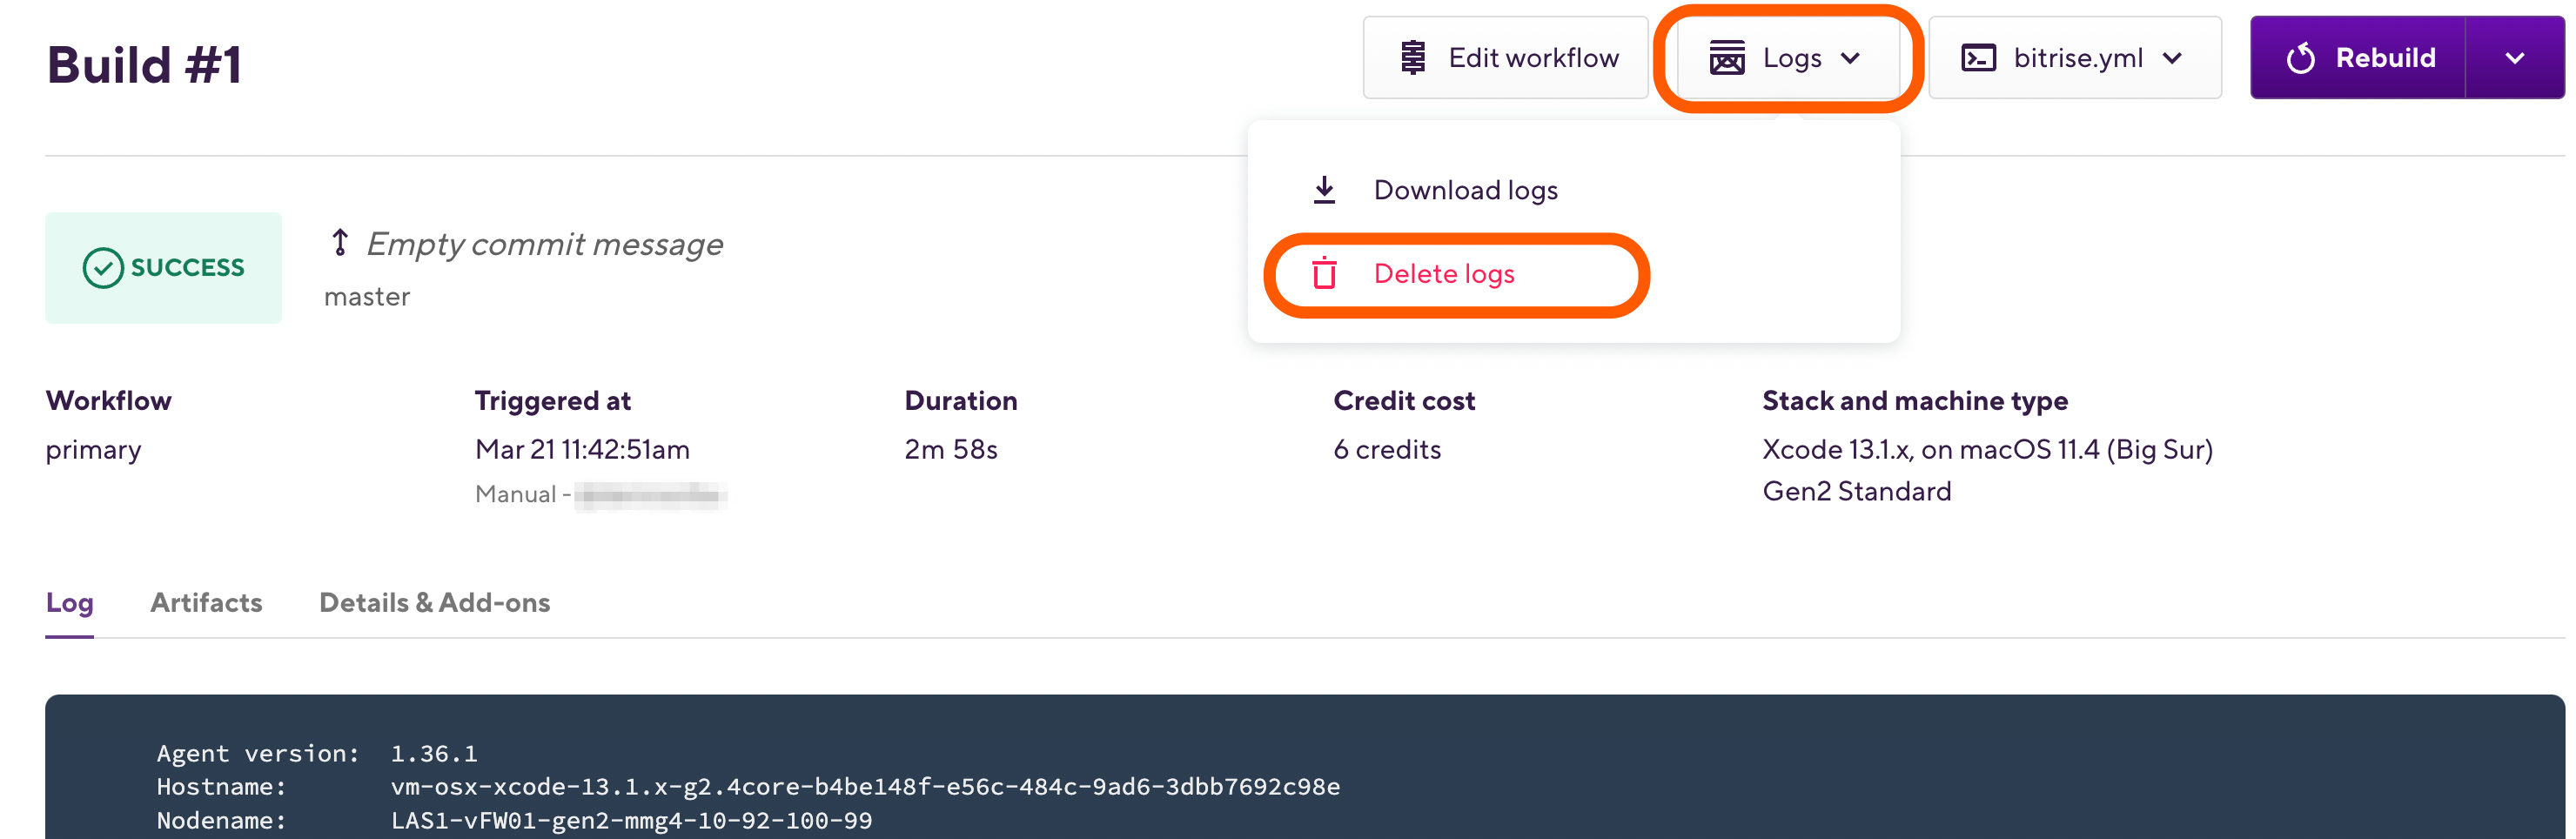 Build #1
Edit workflow
Logs
bitrise.yml
Rebuild
Download logs
Delete logs
SUCCESS
Empty commit message
master
Workflow
primary
Triggered at
Mar 21 11:42:51am
Manual -
Duration
2m 58s
Credit cost
6 credits
Stack and machine type
Xcode 13.1.x, on macOS 11.4 (Big Sur)
Gen2 Standard
Log
Artifacts
Details & Add-ons
Agent version: 1.36.1
Hostname: vm-osx-xcode-13.1.x-g2.4core-b4be148f-e56c-484c-9ad6-3dbb7692c98e
Nodename: LAS1-vFW01-gen2-mmg4-10-92-100-99